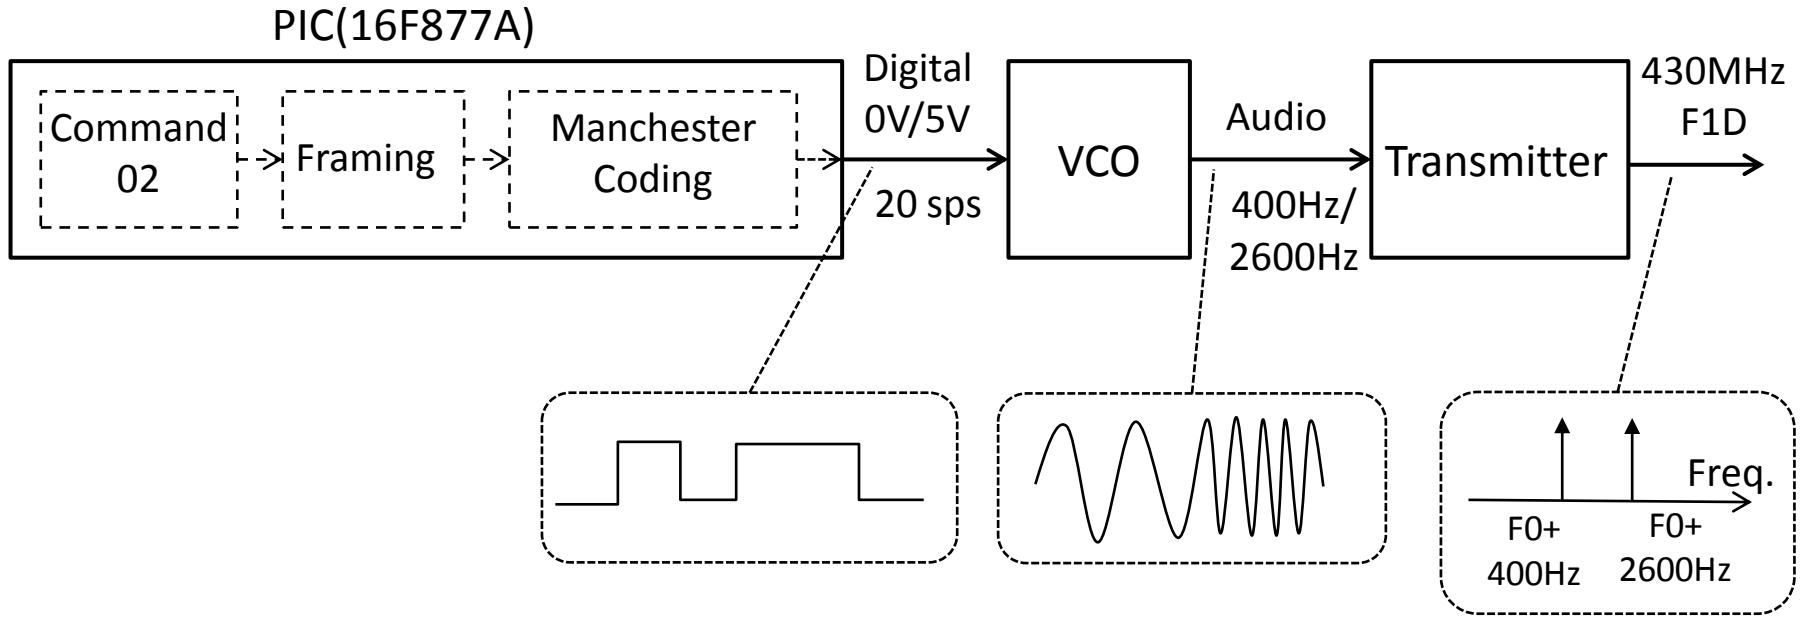 PIC(16F877A)
Command
02
Framing
Manchester
Coding
Digital
0V/5V
20 sps
VCO
Audio
400Hz/
2600Hz
Transmitter
430MHz
F1D
Freq.
F0+
400Hz
F0+
2600Hz